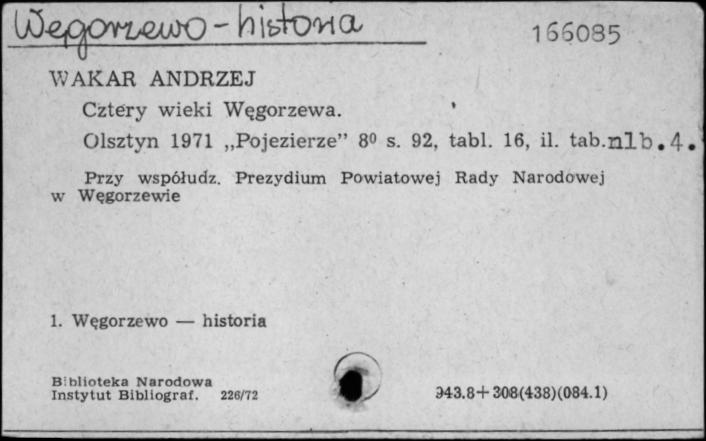 Węgorzewo - historia
166085
WAKAR ANDRZEJ
Cztery wieki Węgorzewa.
Olsztyn 1971 „Pojezierze” 8⁰ s. 92, tabl. 16, il. tab.nlb.4.
Przy współudz. Prezydium Powiatowej Rady Narodowej
w Węgorzewie
1. Węgorzewo — historia
Biblioteka Narodowa
Instytut Bibliograf. 226/72
943.8+308(438)(084.1)